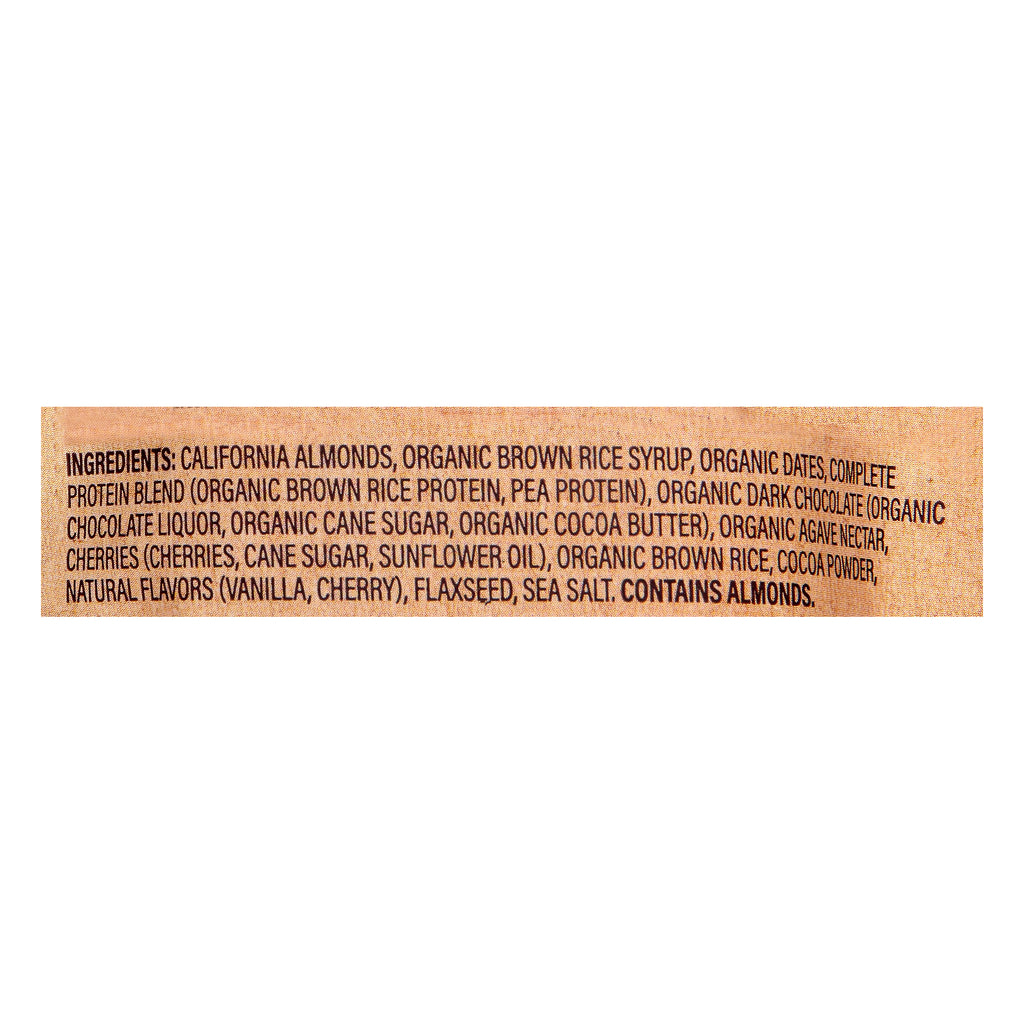 INGREDIENTS: CALIFORNIA ALMONDS, ORGANIC BROWN RICE SYRUP, ORGANIC DATES, COMPLETE
PROTEIN BLEND (ORGANIC BROWN RICE PROTEIN, PEA PROTEIN), ORGANIC DARK CHOCOLATE (ORGANIC
CHOCOLATE LIQUOR, ORGANIC CANE SUGAR, ORGANIC COCOA BUTTER), ORGANIC AGAVE NECTAR,
CHERRIES (CHERRIES, CANE SUGAR, SUNFLOWER OIL), ORGANIC BROWN RICE, COCOA POWDER,
NATURAL FLAVORS (VANILLA, CHERRY), FLAXSEED, SEA SALT. CONTAINS ALMONDS.